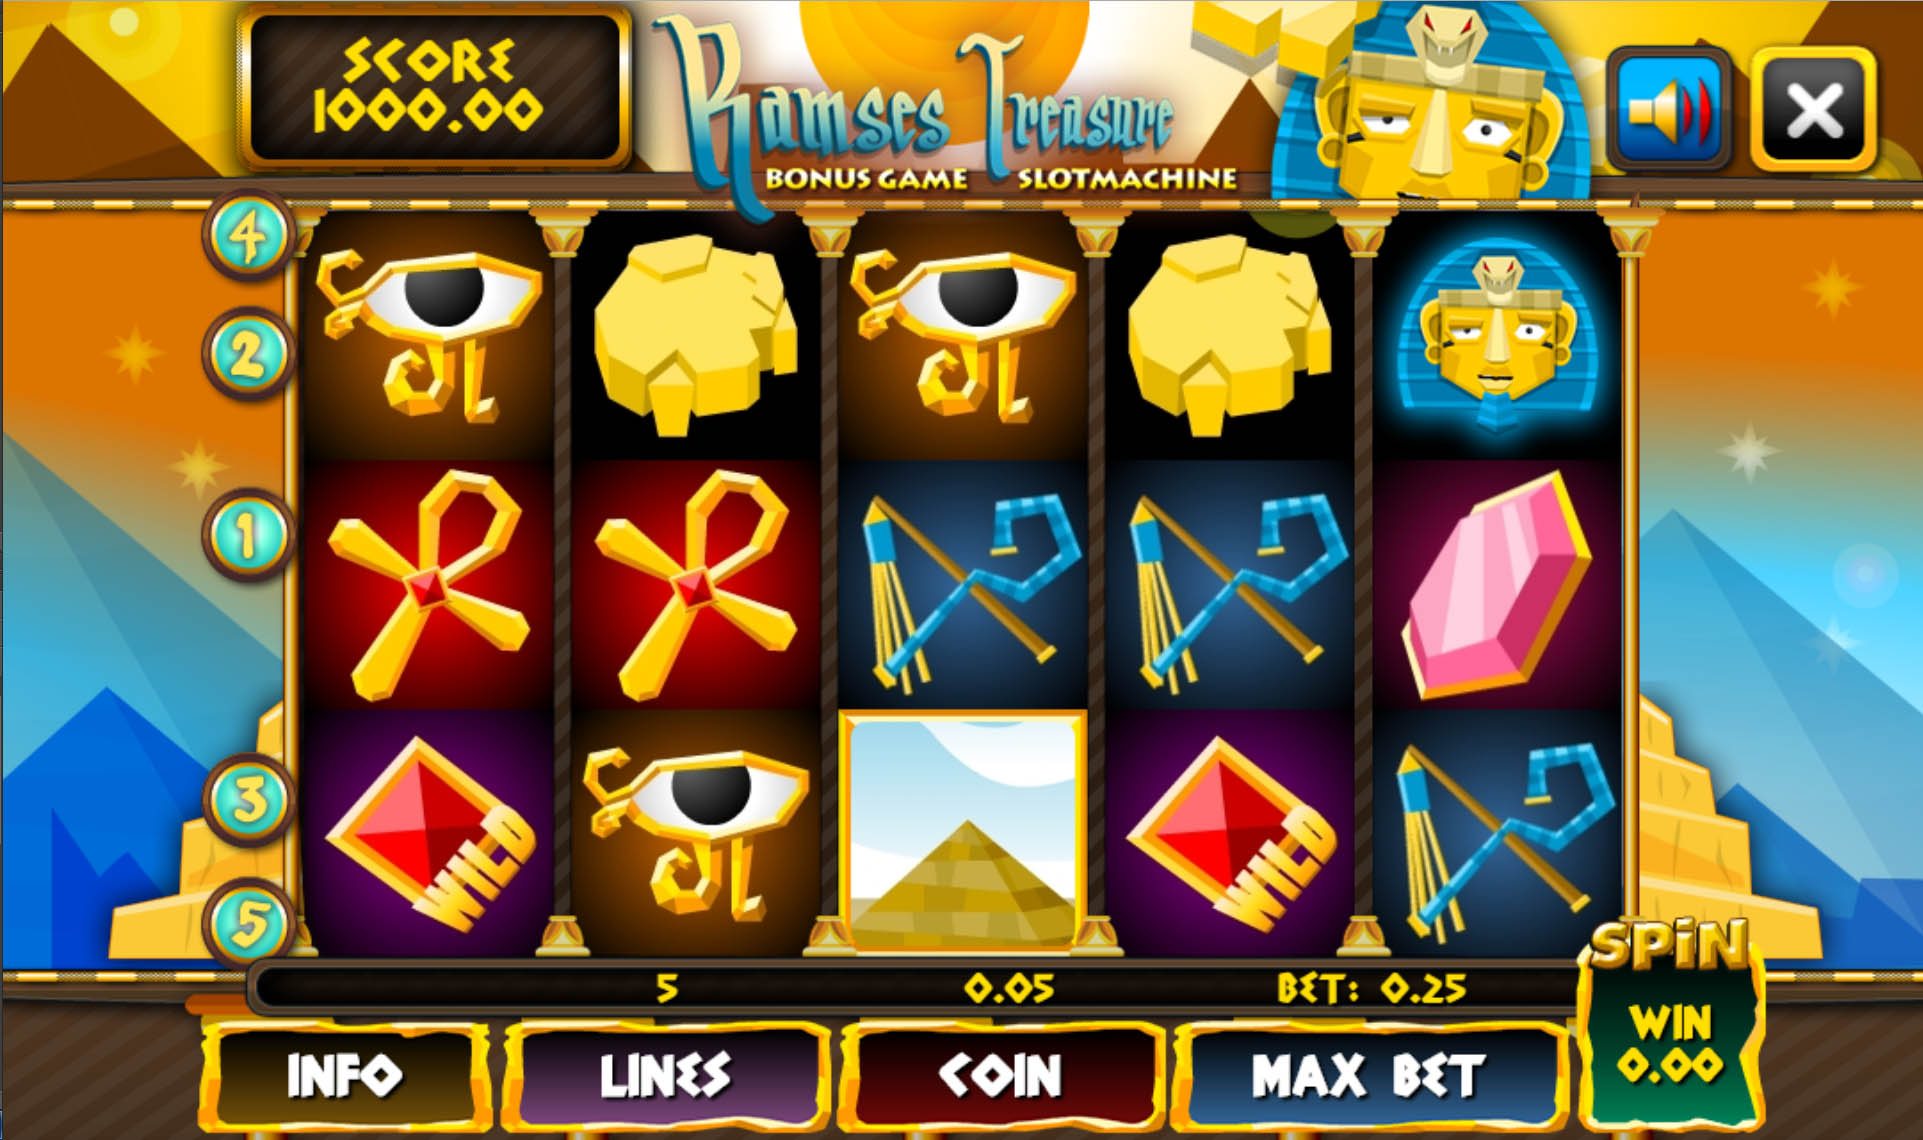 SCORE
1000.00
Ramses Treasure
BONUS GAME SLOTMACHINE
4
2
1
3
5
WILD
WILD
5 0.05 BET: 0.25
SPiN
WIN
0.00
INFO LINES COIN MAX BET